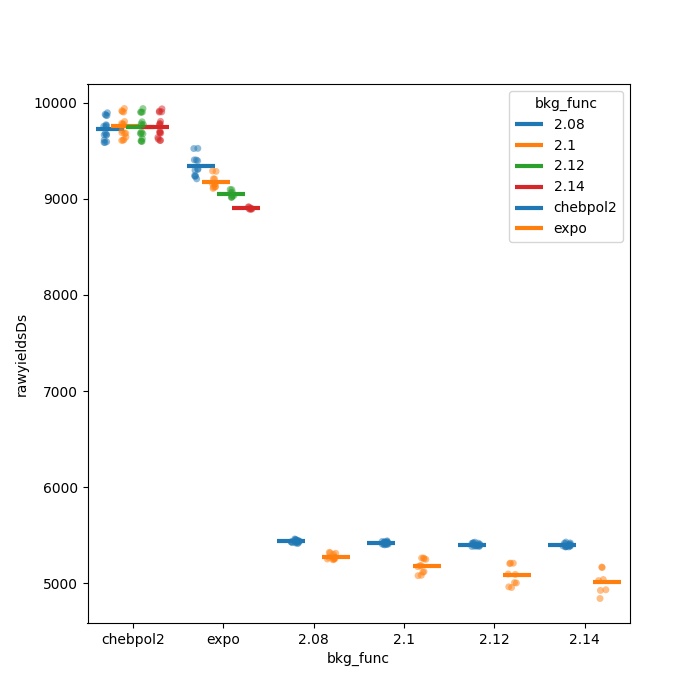 10000
9000
8000
7000
6000
5000
rawyieldsDs
bkg_func
2.08
2.1
2.12
2.14
chebpol2
expo
chebpol2 expo 2.08 2.1 2.12 2.14
bkg_func